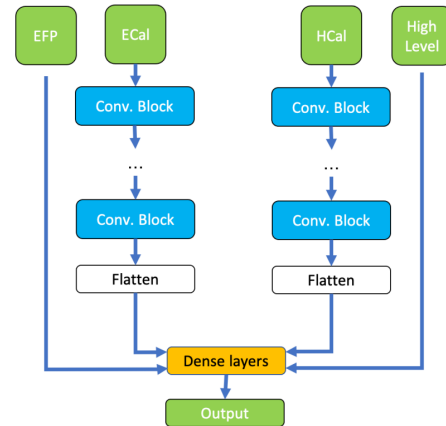 EFP
ECal
HCal
High
Level
Conv. Block
Conv. Block
...
...
Conv. Block
Conv. Block
Flatten
Flatten
Dense layers
Output